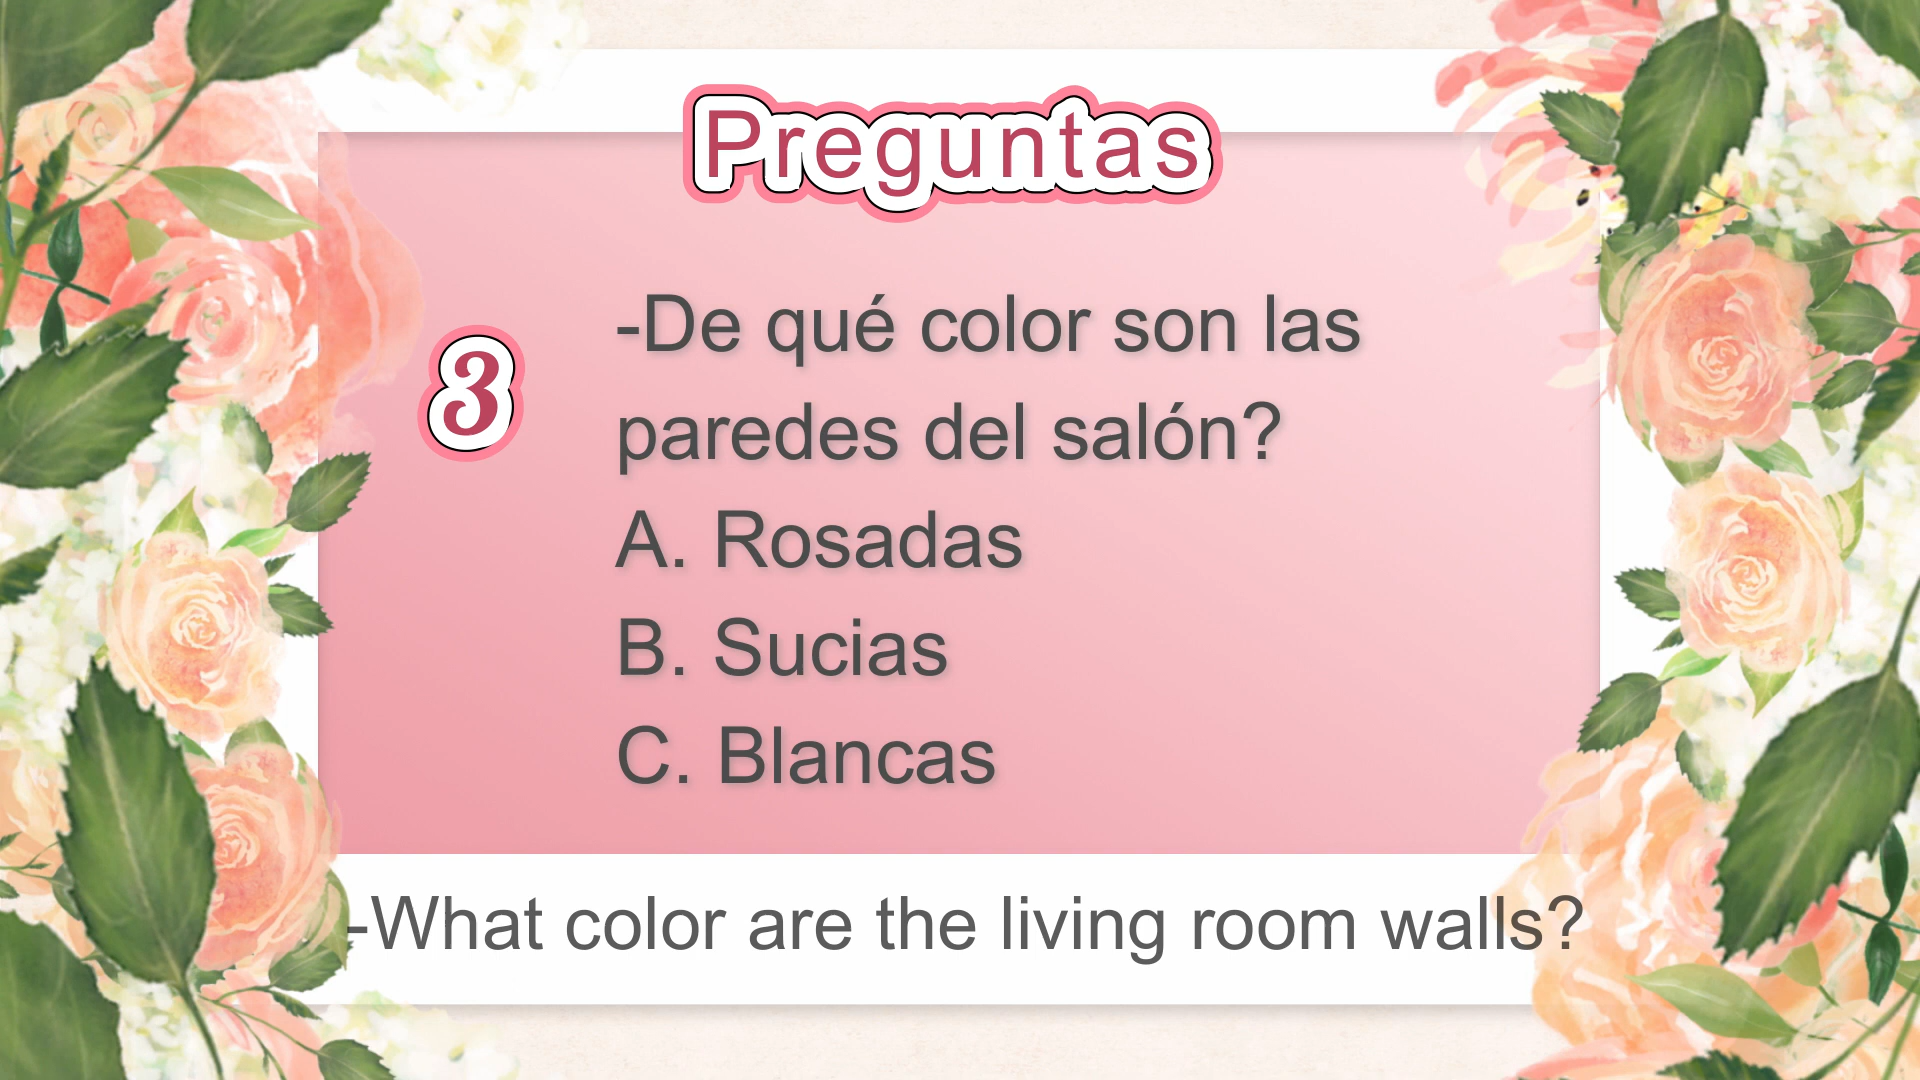 Preguntas
3
-De qué color son las
paredes del salón?
A. Rosadas
B. Sucias
C. Blancas
-What color are the living room walls?